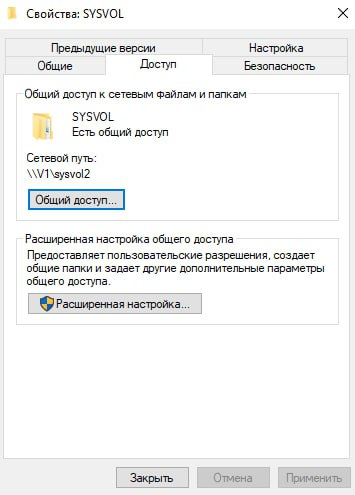 Свойства: SYSVOL
Предыдущие версии
Настройка
Общие
Доступ
Безопасность
Общий доступ к сетевым файлам и папкам
SYSVOL
Есть общий доступ
Сетевой путь:
\\V1\sysvol2
Общий доступ...
Расширенная настройка общего доступа
Предоставляет пользовательские разрешения, создает
общие папки и задает другие дополнительные параметры
общего доступа.
Расширенная настройка...
Закрыть
Отмена
Применить